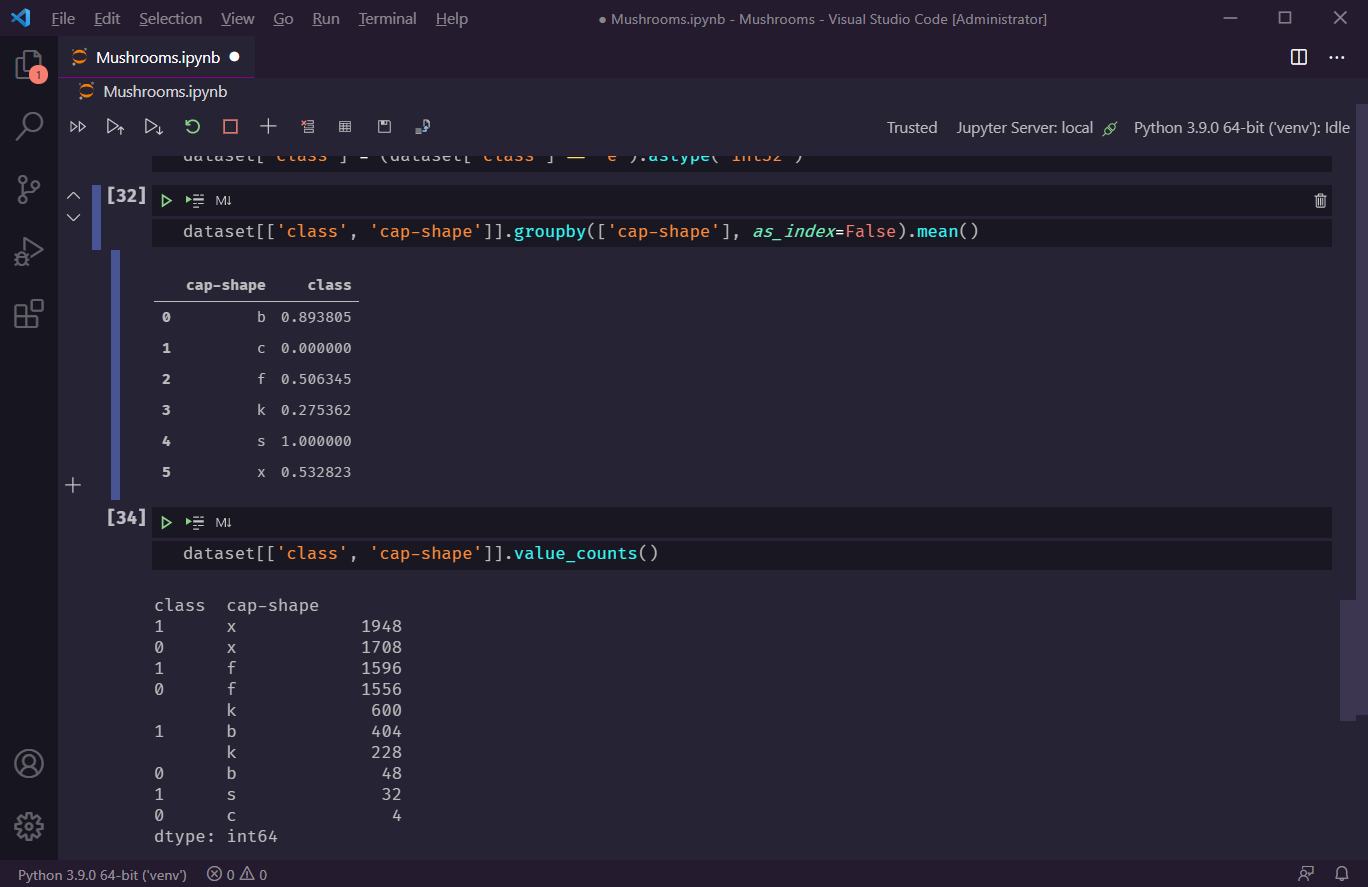 File Edit Selection View Go Run Terminal Help ● Mushrooms.ipynb - Mushrooms - Visual Studio Code [Administrator]
Mushrooms.ipynb ●
1
Mushrooms.ipynb
Trusted Jupyter Server: local Python 3.9.0 64-bit ('venv'): Idle
dataset['class'] = (dataset['class'] == 'e').astype('int32')
[32] M↓
dataset[['class', 'cap-shape']].groupby(['cap-shape'], as_index=False).mean()
cap-shape class
0 b 0.893805
1 c 0.000000
2 f 0.506345
3 k 0.275362
4 s 1.000000
5 x 0.532823
[34] M↓
dataset[['class', 'cap-shape']].value_counts()
class cap-shape
1 x 1948
0 x 1708
1 f 1596
0 f 1556
k 600
1 b 404
k 228
0 b 48
1 s 32
0 c 4
dtype: int64
Python 3.9.0 64-bit ('venv') 0 0